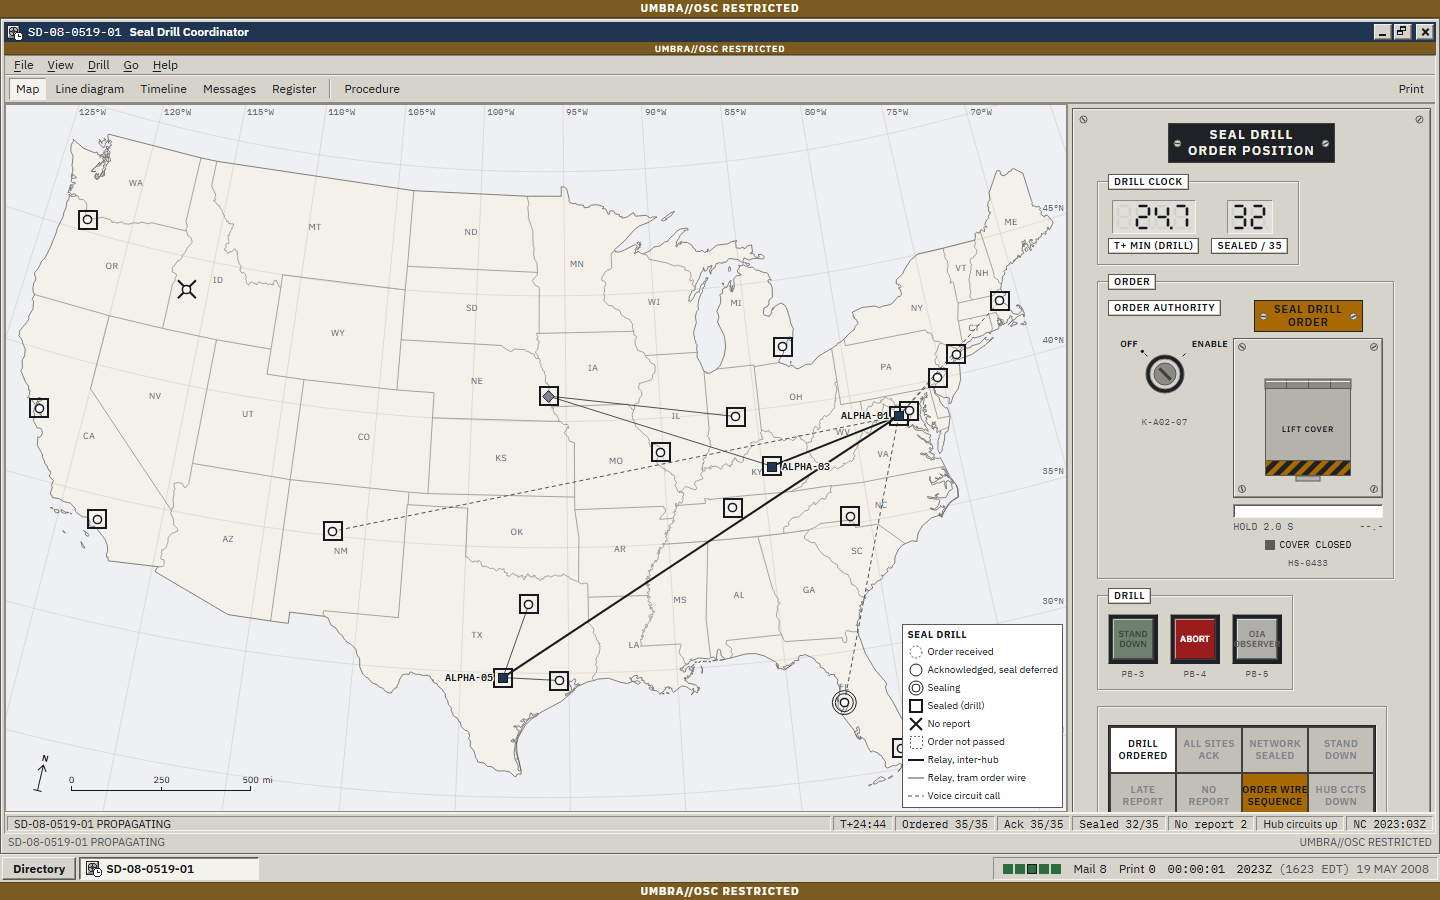 UMBRA//OSC RESTRICTED
SD-08-0519-01 Seal Drill Coordinator
UMBRA//OSC RESTRICTED
File View Drill Go Help
Map Line diagram Timeline Messages Register Procedure Print
125°W 120°W 115°W 110°W 105°W 100°W 95°W 90°W 85°W 80°W 75°W 70°W
45°N
40°N
35°N
30°N
WA
OR
ID
MT
ND
MN
WI
MI
ME
VT
NH
NY
CT
SD
WY
NE
IA
PA
OH
IL
NV
UT
CO
CA
KS
MO
KY
WV
VA
NC
AZ
NM
OK
AR
SC
TX
LA
MS
AL
GA
FL
ALPHA-01
ALPHA-03
ALPHA-05
N
0 250 500 mi
SEAL DRILL
Order received
Acknowledged, seal deferred
Sealing
Sealed (drill)
No report
Order not passed
Relay, inter-hub
Relay, tram order wire
Voice circuit call
SEAL DRILL
ORDER POSITION
DRILL CLOCK
24.7
32
T+ MIN (DRILL)
SEALED / 35
ORDER
ORDER AUTHORITY
SEAL DRILL
ORDER
OFF
ENABLE
K-A02-07
LIFT COVER
HOLD 2.0 S
--.-
COVER CLOSED
HS-0433
DRILL
STAND
DOWN
ABORT
OIA
OBSERVER
PB-3
PB-4
PB-5
DRILL
ORDERED
ALL SITES
ACK
NETWORK
SEALED
STAND
DOWN
LATE
REPORT
NO
REPORT
ORDER WIRE
SEQUENCE
HUB CCTS
DOWN
SD-08-0519-01 PROPAGATING
T+24:44
Ordered 35/35
Ack 35/35
Sealed 32/35
No report 2
Hub circuits up
NC 2023:03Z
SD-08-0519-01 PROPAGATING
UMBRA//OSC RESTRICTED
Directory
SD-08-0519-01
Mail 8 Print 0 00:00:01 2023Z (1623 EDT) 19 MAY 2008
UMBRA//OSC RESTRICTED